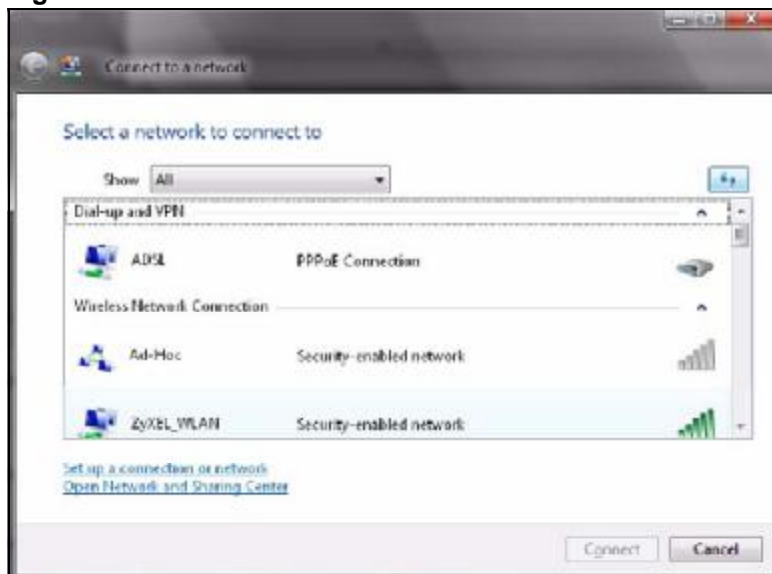 Connect to a network
Select a network to connect to
Show All
Dial-up and VPN
ADSL PPPoE Connection
Wireless Network Connection
Ad-Hoc Security-enabled network
ZyXEL_WLAN Security-enabled network
Set up a connection or network
Open Network and Sharing Center
Connect Cancel